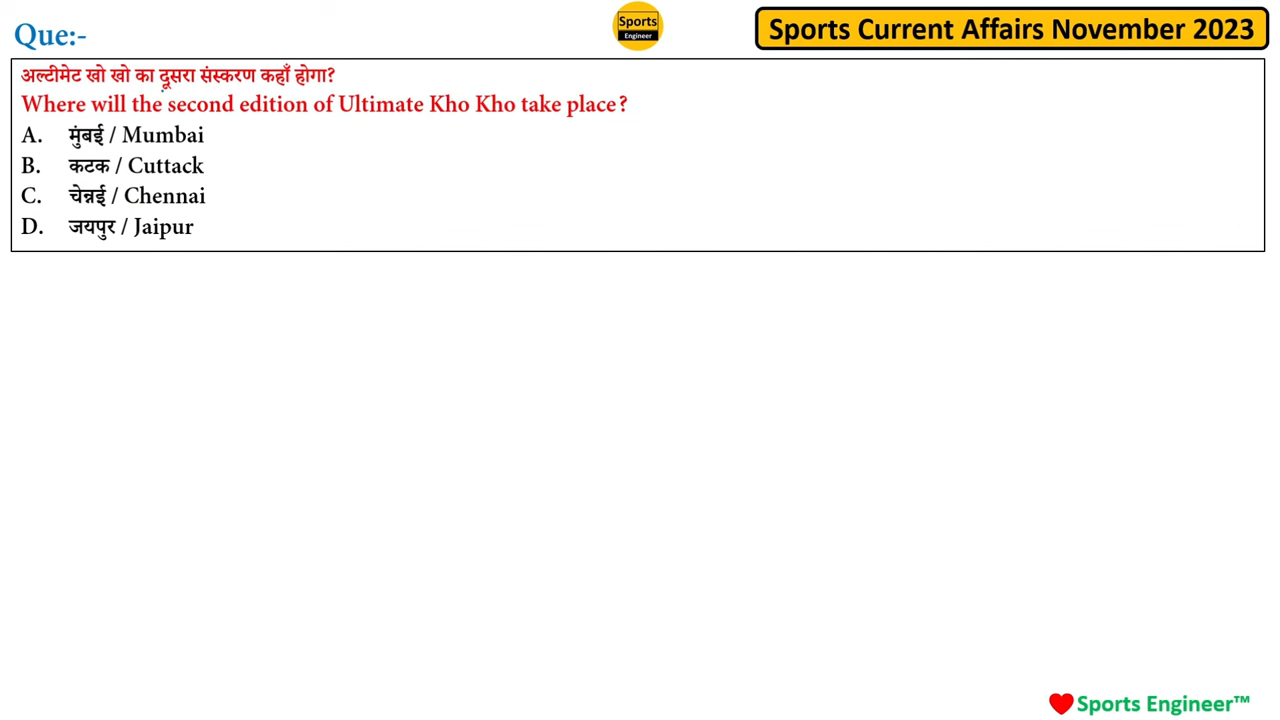 Que:-
Sports
Engineer
Sports Current Affairs November 2023
अल्टीमेट खो खो का दूसरा संस्करण कहाँ होगा?
Where will the second edition of Ultimate Kho Kho take place?
A. मुंबई / Mumbai
B. कटक / Cuttack
C. चेन्नई / Chennai
D. जयपुर / Jaipur
Sports Engineer™